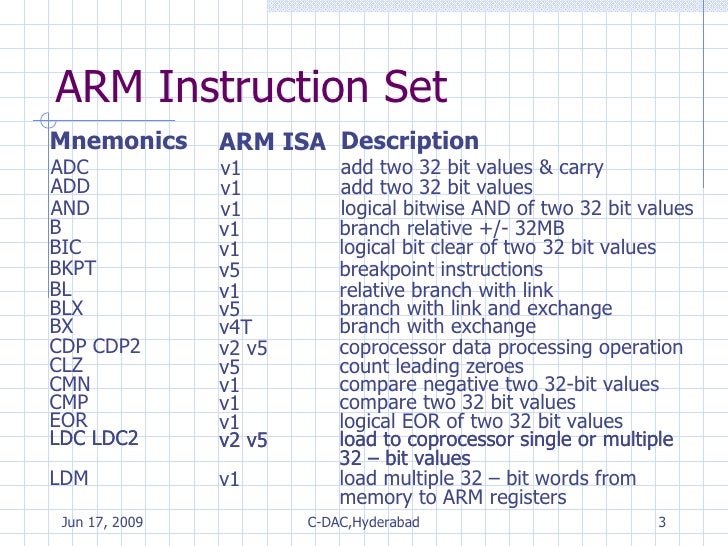 ARM Instruction Set
Mnemonics ARM ISA Description
ADC v1 add two 32 bit values & carry
ADD v1 add two 32 bit values
AND v1 logical bitwise AND of two 32 bit values
B v1 branch relative +/- 32MB
BIC v1 logical bit clear of two 32 bit values
BKPT v5 breakpoint instructions
BL v1 relative branch with link
BLX v5 branch with link and exchange
BX v4T branch with exchange
CDP CDP2 v2 v5 coprocessor data processing operation
CLZ v5 count leading zeroes
CMN v1 compare negative two 32-bit values
CMP v1 compare two 32 bit values
EOR v1 logical EOR of two 32 bit values
LDC LDC2 v2 v5 load to coprocessor single or multiple
32 – bit values
LDM v1 load multiple 32 – bit words from
memory to ARM registers
Jun 17, 2009 C-DAC,Hyderabad 3